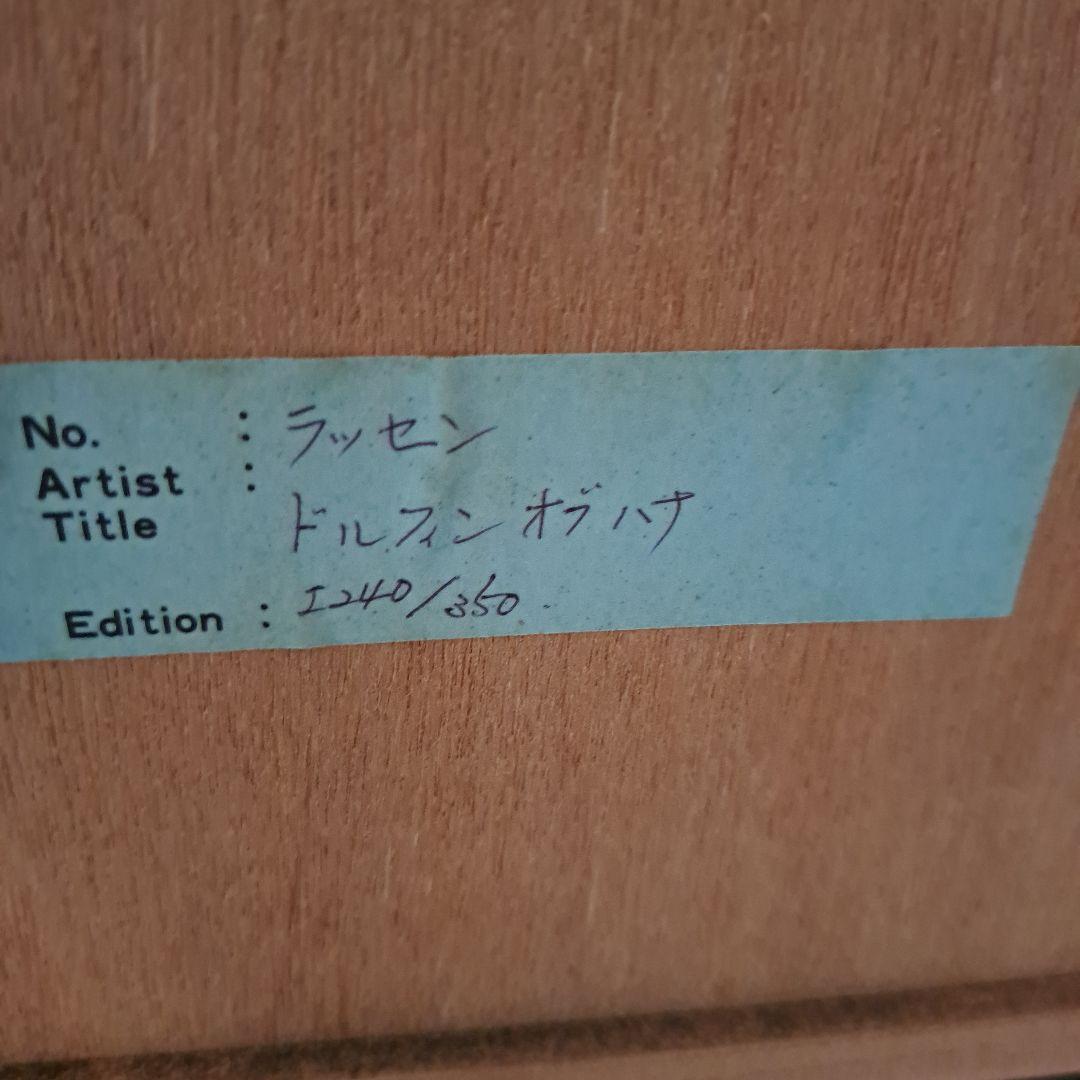 No. : ラッセン
Artist :
Title ドルフィン オブ ハナ
Edition : I240/350